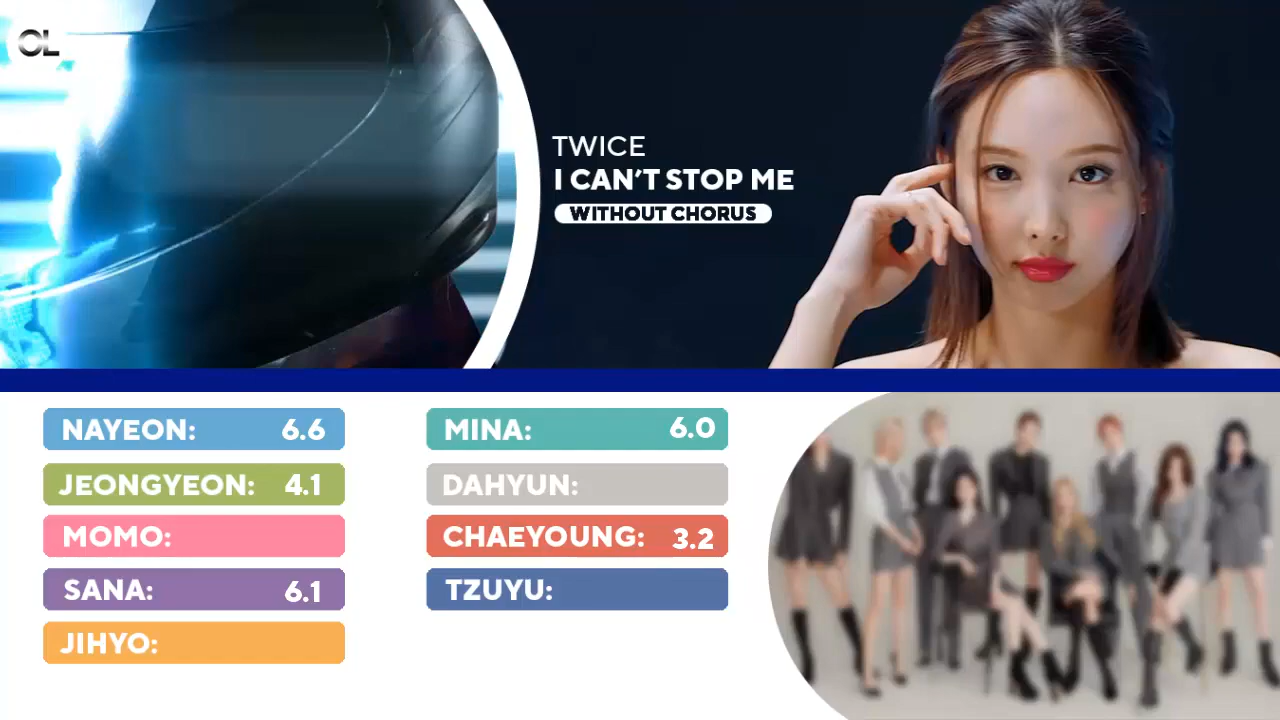 OL
TWICE
I CAN'T STOP ME
WITHOUT CHORUS
NAYEON: 6.6
JEONGYEON: 4.1
MOMO:
SANA: 6.1
JIHYO:
MINA: 6.0
DAHYUN:
CHAEYOUNG: 3.2
TZUYU: